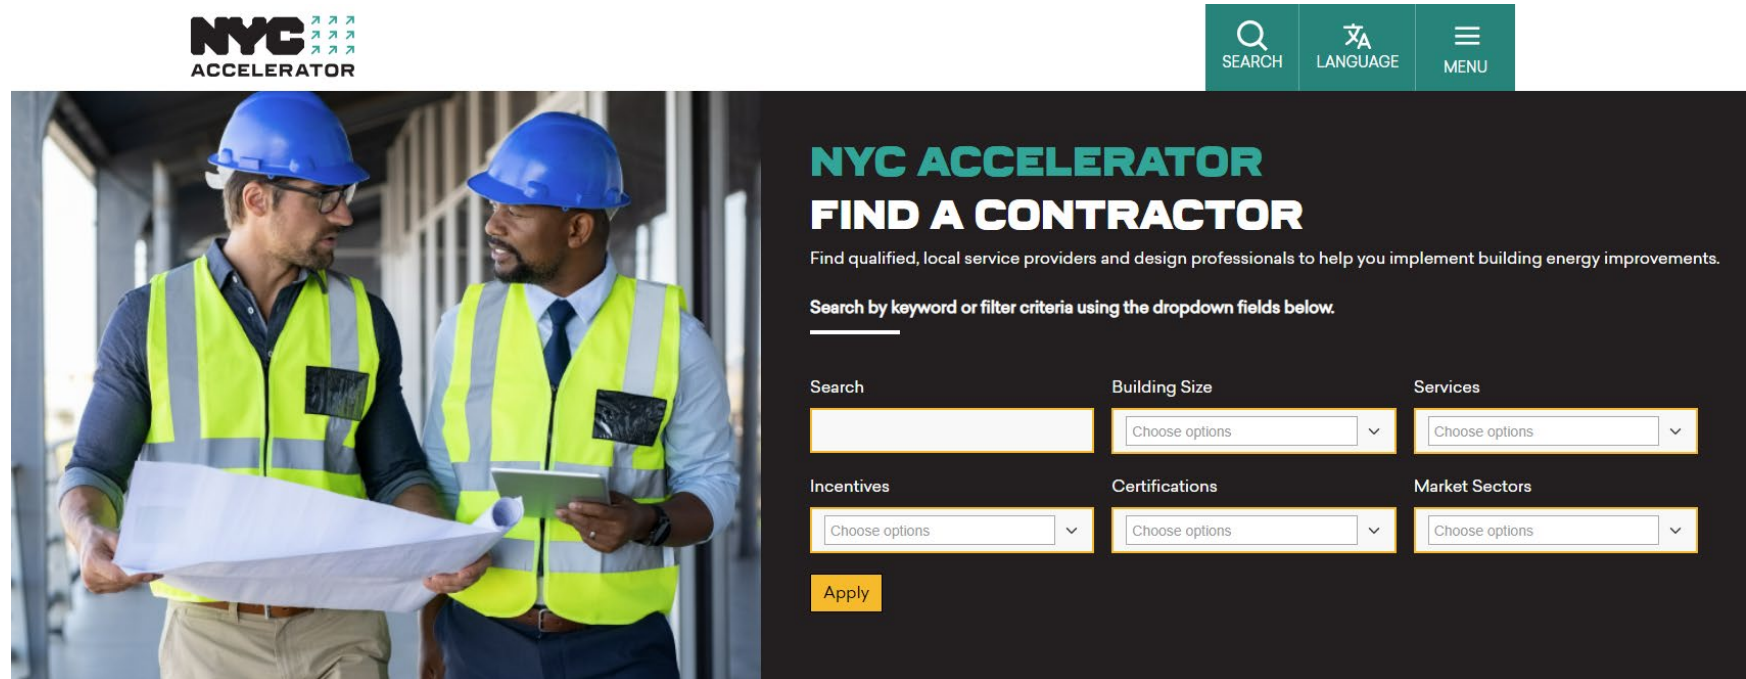 NYC
ACCELERATOR
SEARCH
LANGUAGE
MENU
NYC ACCELERATOR
FIND A CONTRACTOR
Find qualified, local service providers and design professionals to help you implement building energy improvements.
Search by keyword or filter criteria using the dropdown fields below.
Search
Building Size
Services
Choose options
Choose options
Incentives
Certifications
Market Sectors
Choose options
Choose options
Choose options
Apply